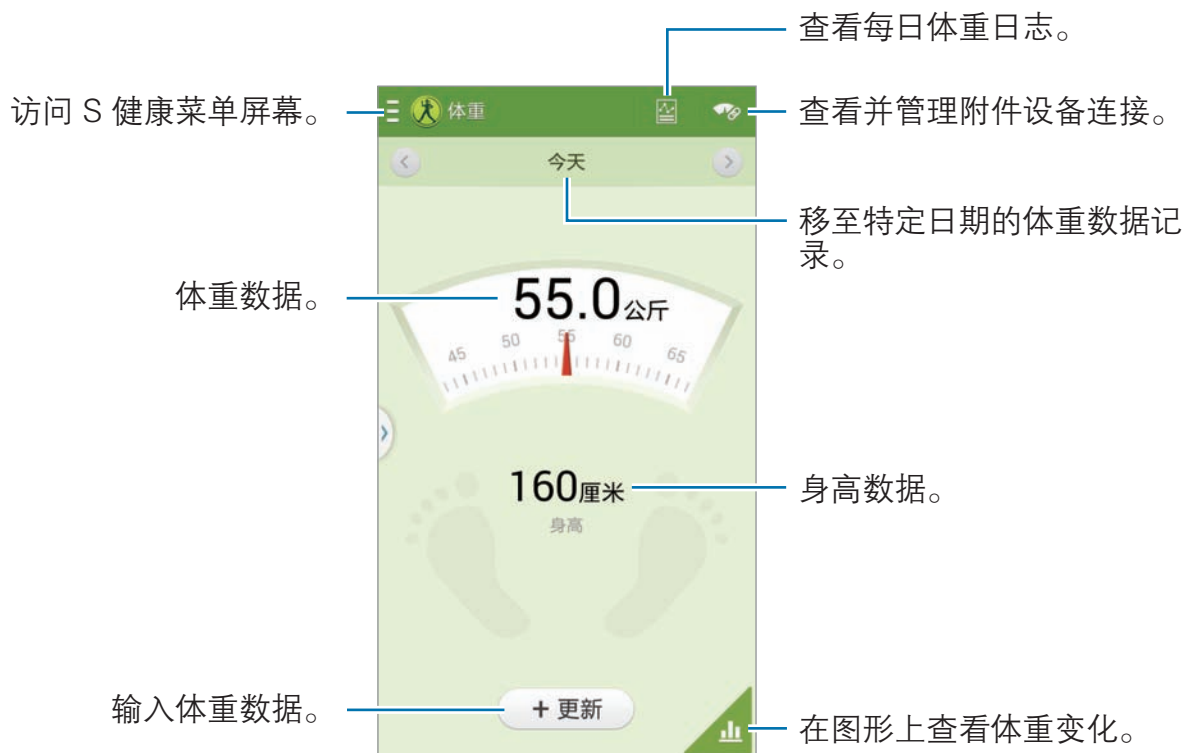 查看每日体重日志。
访问 S 健康菜单屏幕。
体重
查看并管理附件设备连接。
今天
移至特定日期的体重数据记
录。
体重数据。
55.0公斤
45 50 55 60 65
160厘米
身高数据。
身高
输入体重数据。
+ 更新
在图形上查看体重变化。